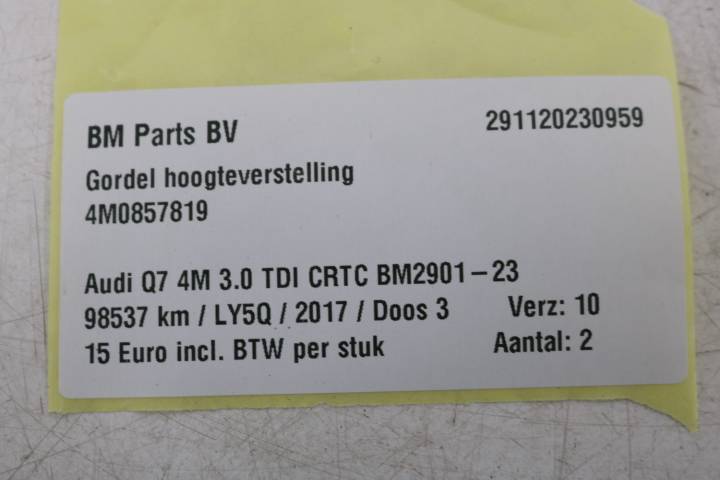 BM Parts BV 291120230959
Gordel hoogteverstelling
4M0857819
Audi Q7 4M 3.0 TDI CRTC BM2901-23
98537 km / LY5Q / 2017 / Doos 3 Verz: 10
15 Euro incl. BTW per stuk Aantal: 2